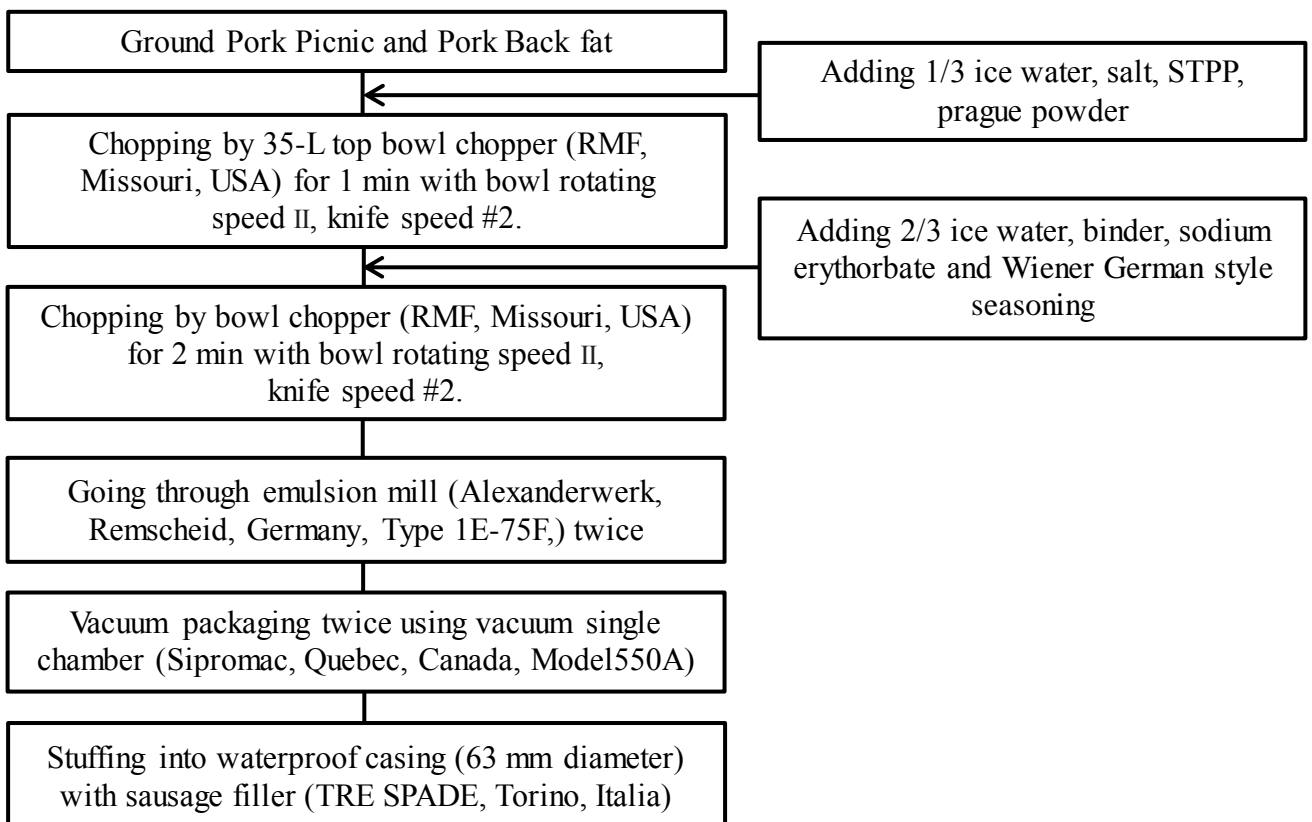 Ground Pork Picnic and Pork Back fat
Adding 1/3 ice water, salt, STPP,
prague powder
Chopping by 35-L top bowl chopper (RMF,
Missouri, USA) for 1 min with bowl rotating
speed II, knife speed #2.
Adding 2/3 ice water, binder, sodium
erythorbate and Wiener German style
seasoning
Chopping by bowl chopper (RMF, Missouri, USA)
for 2 min with bowl rotating speed II,
knife speed #2.
Going through emulsion mill (Alexanderwerk,
Remscheid, Germany, Type 1E-75F,) twice
Vacuum packaging twice using vacuum single
chamber (Sipromac, Quebec, Canada, Model550A)
Stuffing into waterproof casing (63 mm diameter)
with sausage filler (TRE SPADE, Torino, Italia)